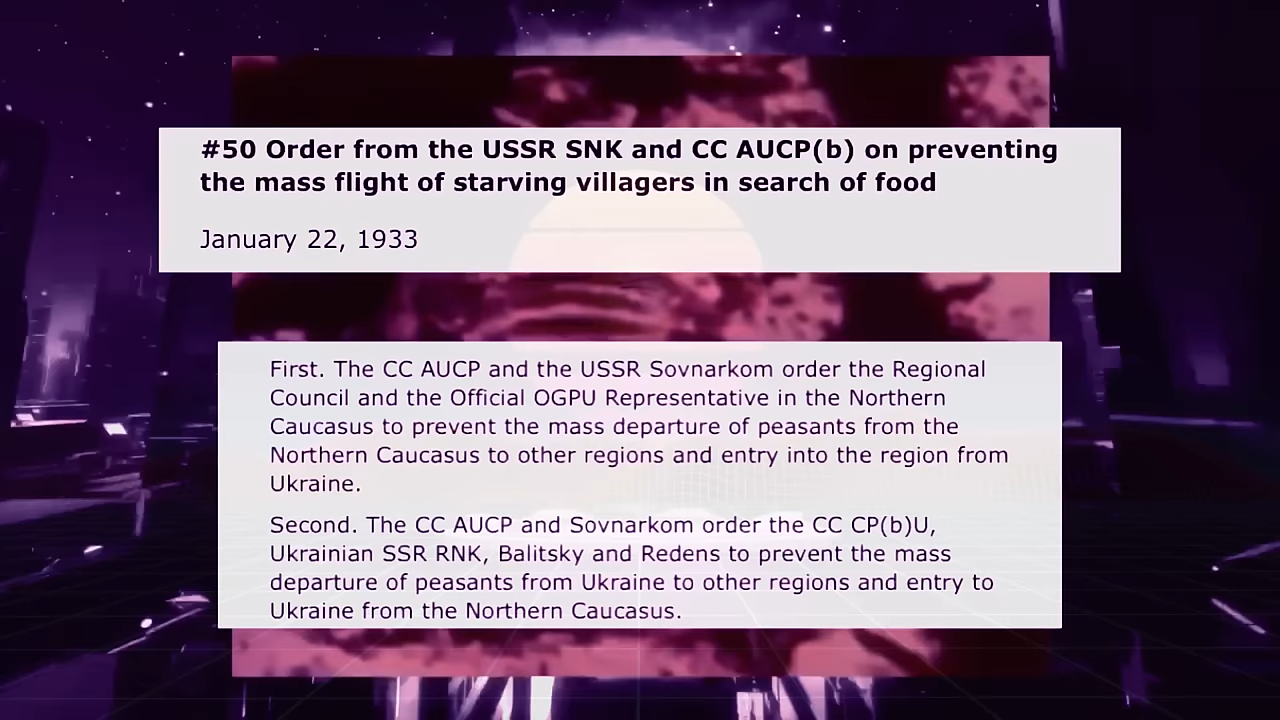 #50 Order from the USSR SNK and CC AUCP(b) on preventing
the mass flight of starving villagers in search of food
January 22, 1933
First. The CC AUCP and the USSR Sovnarkom order the Regional
Council and the Official OGPU Representative in the Northern
Caucasus to prevent the mass departure of peasants from the
Northern Caucasus to other regions and entry into the region from
Ukraine.
Second. The CC AUCP and Sovnarkom order the CC CP(b)U,
Ukrainian SSR RNK, Balitsky and Redens to prevent the mass
departure of peasants from Ukraine to other regions and entry to
Ukraine from the Northern Caucasus.